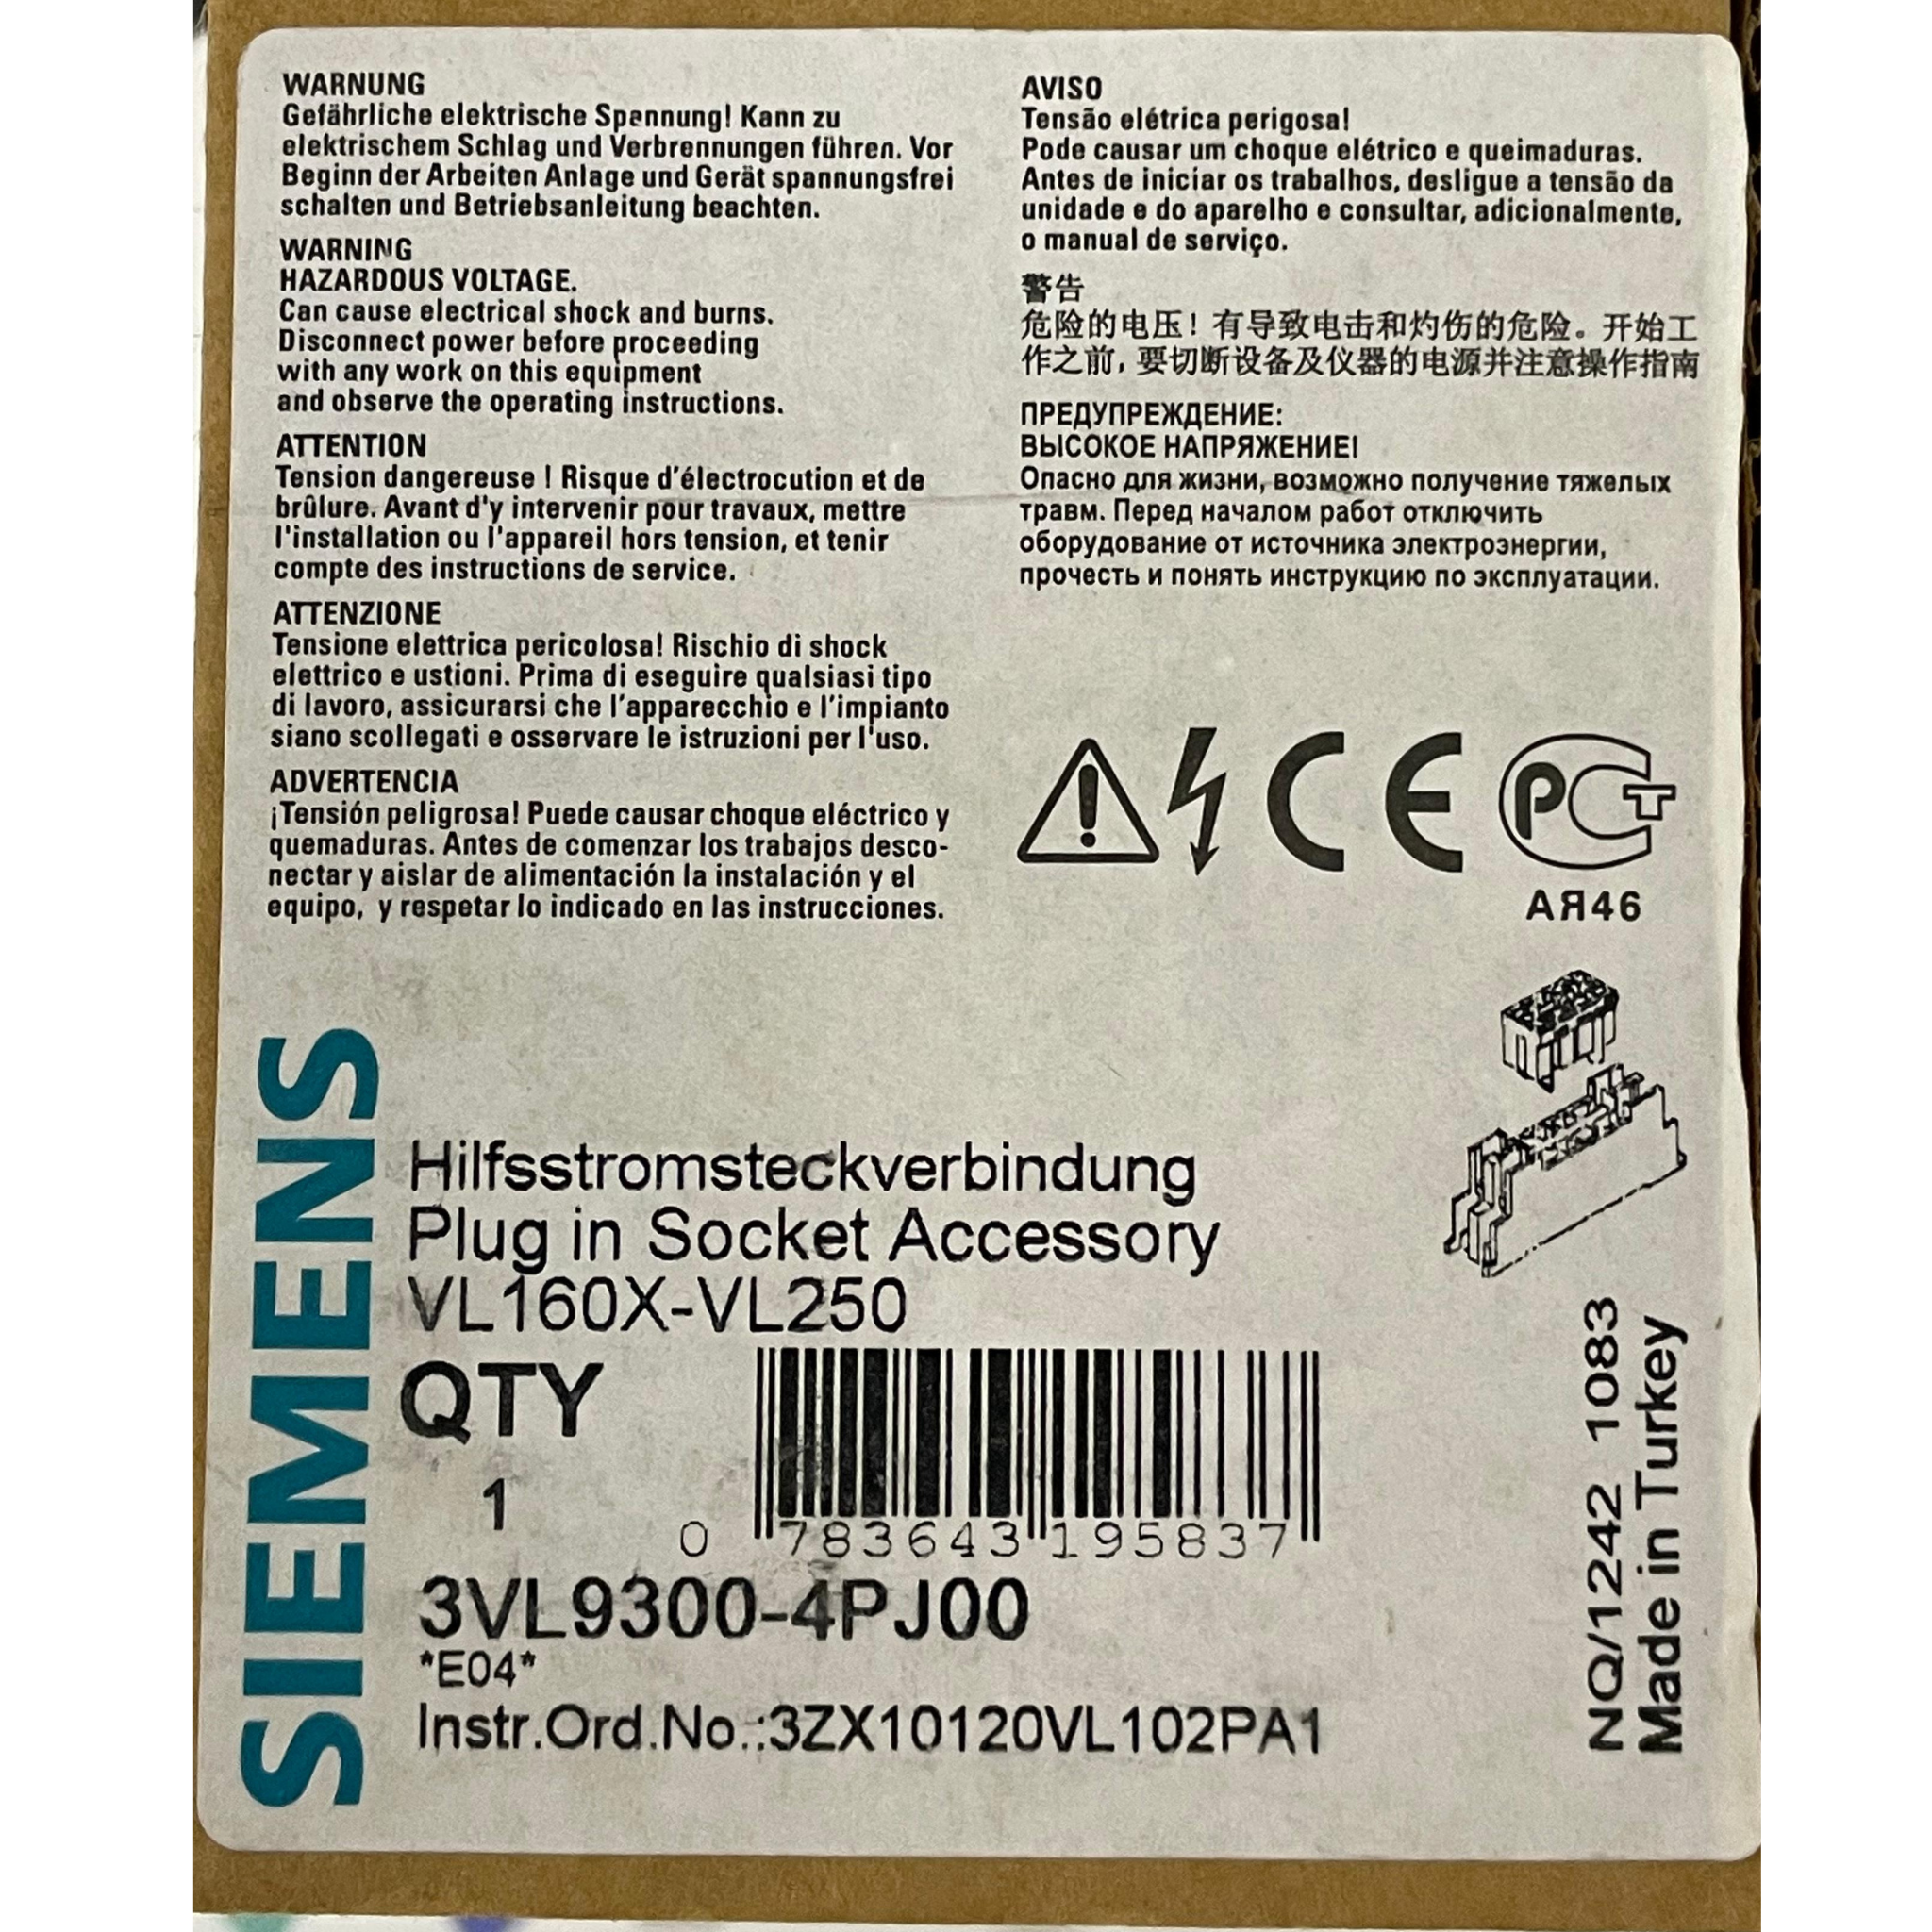 WARNUNG
Gefährliche elektrische Spannung! Kann zu
elektrischem Schlag und Verbrennungen führen. Vor
Beginn der Arbeiten Anlage und Gerät spannungsfrei
schalten und Betriebsanleitung beachten.
WARNING
HAZARDOUS VOLTAGE.
Can cause electrical shock and burns.
Disconnect power before proceeding
with any work on this equipment
and observe the operating instructions.
ATTENTION
Tension dangereuse ! Risque d'électrocution et de
brûlure. Avant d'y intervenir pour travaux, mettre
l'installation ou l'appareil hors tension, et tenir
compte des instructions de service.
ATTENZIONE
Tensione elettrica pericolosa! Rischio di shock
elettrico e ustioni. Prima di eseguire qualsiasi tipo
di lavoro, assicurarsi che l'apparecchio e l'impianto
siano scollegati e osservare le istruzioni per l'uso.
ADVERTENCIA
¡Tensión peligrosa! Puede causar choque eléctrico y
quemaduras. Antes de comenzar los trabajos desco-
nectar y aislar de alimentación la instalación y el
equipo, y respetar lo indicado en las instrucciones.
AVISO
Tensão elétrica perigosa!
Pode causar um choque elétrico e queimaduras.
Antes de iniciar os trabalhos, desligue a tensão da
unidade e do aparelho e consultar, adicionalmente,
o manual de serviço.
警告
危险的电压！有导致电击和灼伤的危险。开始工
作之前，要切断设备及仪器的电源并注意操作指南
ПРЕДУПРЕЖДЕНИЕ:
ВЫСОКОЕ НАПРЯЖЕНИЕ!
Опасно для жизни, возможно получение тяжелых
травм. Перед началом работ отключить
оборудование от источника электроэнергии,
прочесть и понять инструкцию по эксплуатации.
CE PCT
АЯ46
SIEMENS
Hilfsstromsteckverbindung
Plug in Socket Accessory
VL160X-VL250
QTY
1
0 783643 195837
3VL9300-4PJ00
*E04*
Instr.Ord.No.:3ZX10120VL102PA1
NQ/1242 1083
Made in Turkey